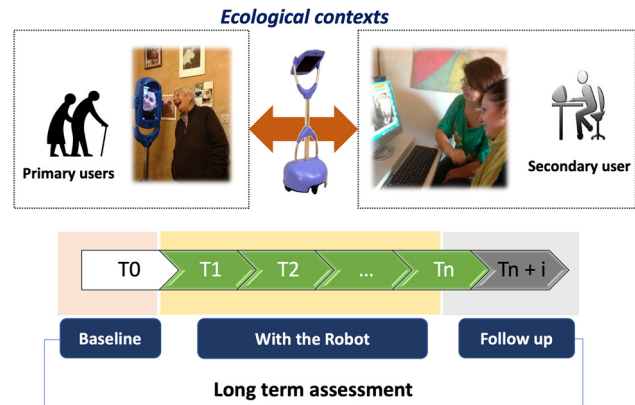 Ecological contexts
Primary users
Secondary user
T0
T1
T2
...
Tn
Tn + i
Baseline
With the Robot
Follow up
Long term assessment